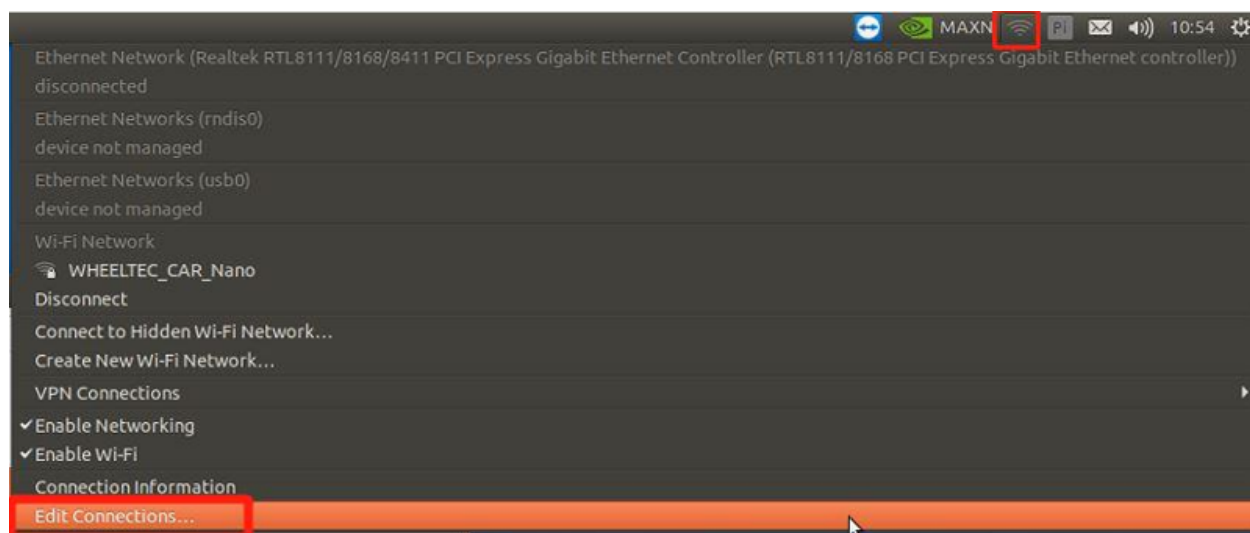 MAXN Pi 10:54
Ethernet Network (Realtek RTL8111/8168/8411 PCI Express Gigabit Ethernet Controller (RTL8111/8168 PCI Express Gigabit Ethernet controller))
disconnected
Ethernet Networks (rndis0)
device not managed
Ethernet Networks (usb0)
device not managed
Wi-Fi Network
WHEELTEC_CAR_Nano
Disconnect
Connect to Hidden Wi-Fi Network...
Create New Wi-Fi Network...
VPN Connections
Enable Networking
Enable Wi-Fi
Connection Information
Edit Connections...